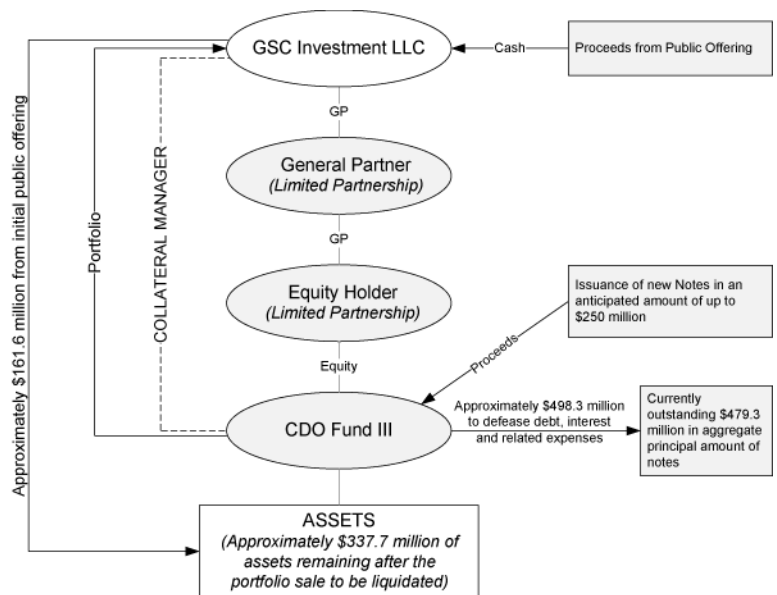 GSC Investment LLC
Cash
Proceeds from Public Offering
GP
General Partner
(Limited Partnership)
GP
Equity Holder
(Limited Partnership)
Equity
CDO Fund III
Approximately $161.6 million from initial public offering
Portfolio
COLLATERAL MANAGER
Issuance of new Notes in an
anticipated amount of up to
$250 million
Proceeds
Approximately $498.3 million
to defease debt, interest
and related expenses
Currently
outstanding $479.3
million in aggregate
principal amount of
notes
ASSETS
(Approximately $337.7 million of
assets remaining after the
portfolio sale to be liquidated)